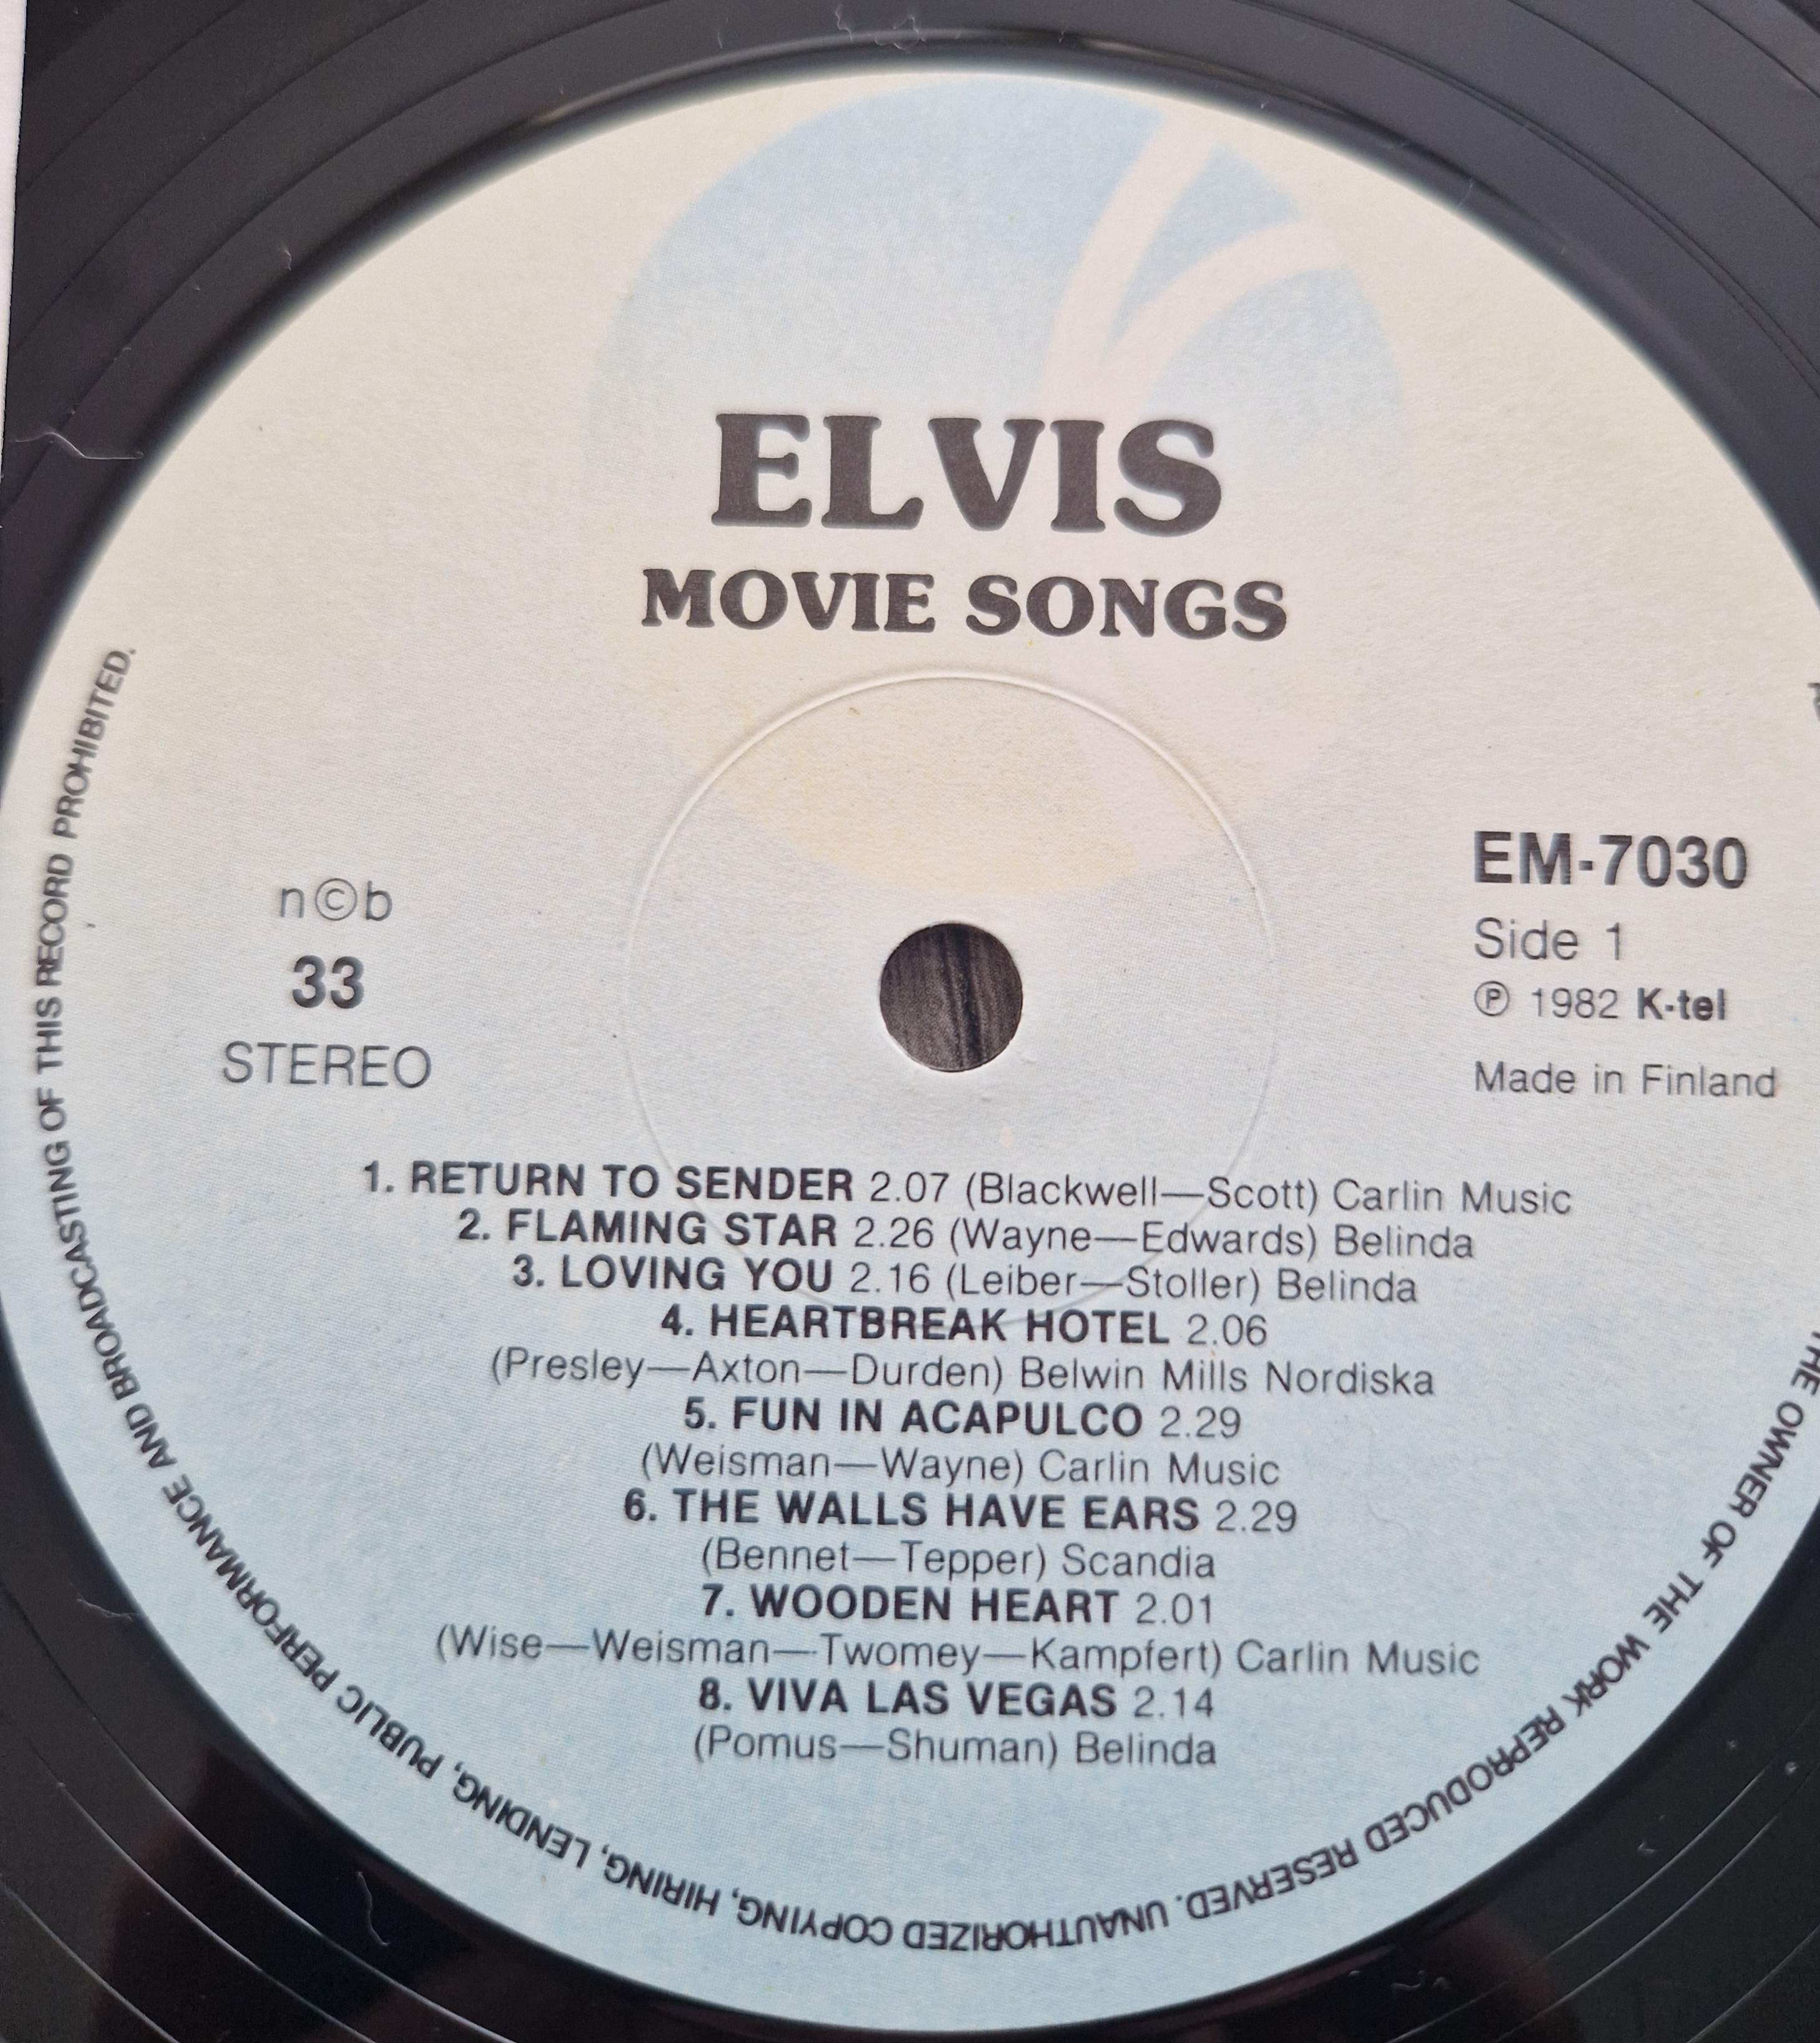 ELVIS
MOVIE SONGS
n©b
33
STEREO
EM-7030
Side 1
℗ 1982 K-tel
Made in Finland
1. RETURN TO SENDER 2.07 (Blackwell—Scott) Carlin Music
2. FLAMING STAR 2.26 (Wayne—Edwards) Belinda
3. LOVING YOU 2.16 (Leiber—Stoller) Belinda
4. HEARTBREAK HOTEL 2.06
(Presley—Axton—Durden) Belwin Mills Nordiska
5. FUN IN ACAPULCO 2.29
(Weisman—Wayne) Carlin Music
6. THE WALLS HAVE EARS 2.29
(Bennet—Tepper) Scandia
7. WOODEN HEART 2.01
(Wise—Weisman—Twomey—Kampfert) Carlin Music
8. VIVA LAS VEGAS 2.14
(Pomus—Shuman) Belinda
THE OWNER OF THE WORK REPRODUCED RESERVED. UNAUTHORIZED COPYING, HIRING, LENDING, PUBLIC PERFORMANCE AND BROADCASTING OF THIS RECORD PROHIBITED.